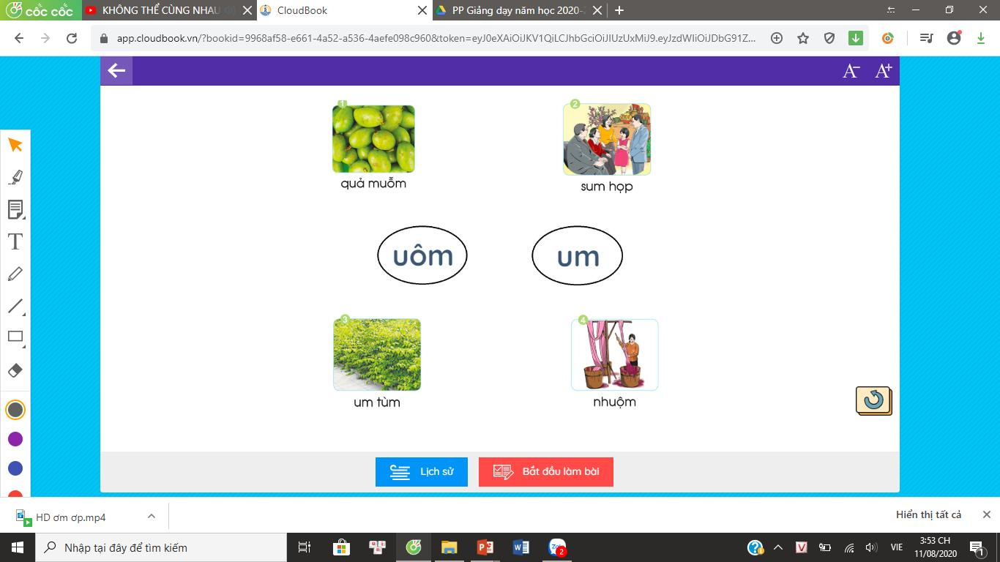 cốc cốc
KHÔNG THỂ CÙNG NHAU
CloudBook
PP Giảng dạy năm học 2020-
app.cloudbook.vn/?bookid=9968af58-e661-4a52-a536-4aefe098c960&token=eyJ0eXAiOiJKV1QiLCJhbGciOiJIUzUxMiJ9.eyJzdWIiOiJDbG91Z...
A- A+
1
quả muỗm
2
sum họp
uôm
um
3
um tùm
4
nhuộm
T
Lịch sử
Bắt đầu làm bài
HD ơm ơp.mp4
Hiển thị tất cả
Nhập tại đây để tìm kiếm
V
VIE
3:53 CH
11/08/2020
2
1